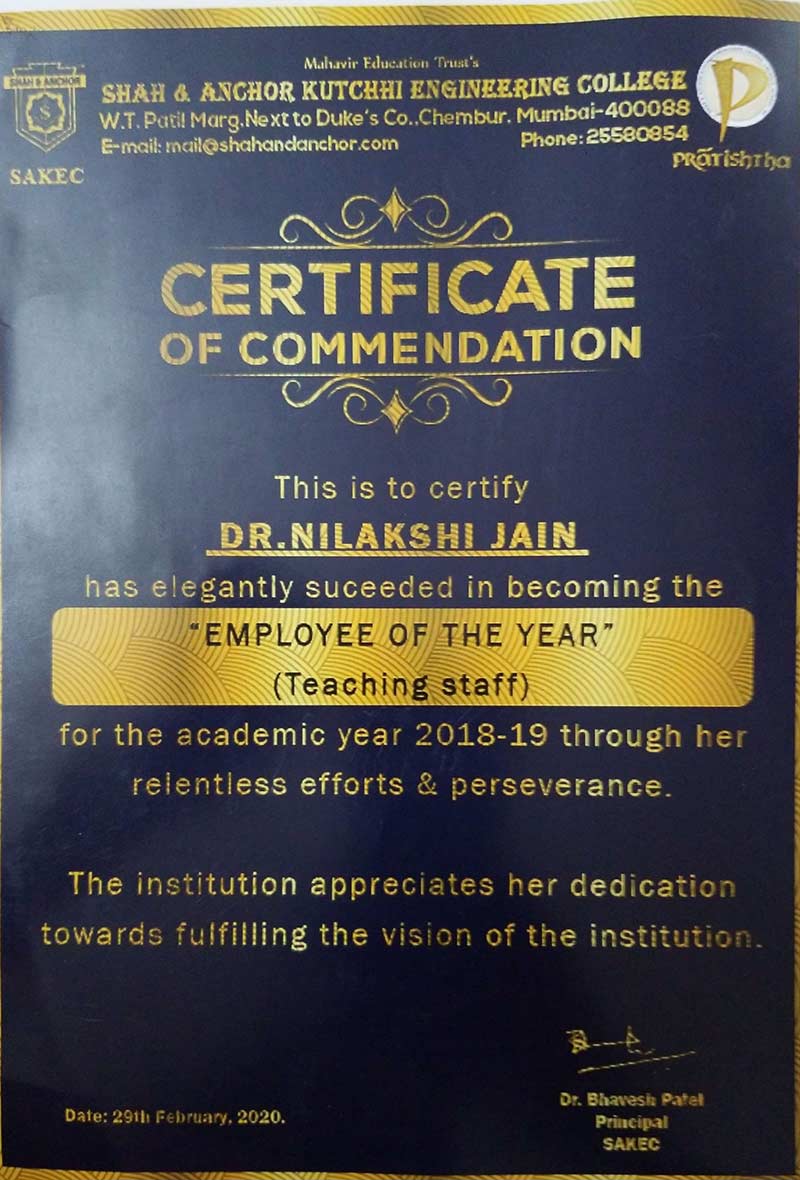 Mahavir Education Trust's
SHAH & ANCHOR KUTCHHI ENGINEERING COLLEGE
W.T. Patil Marg,Next to Duke's Co.,Chembur, Mumbai-400088
E-mail: mail@shahandanchor.com Phone:25580854
SHAH & ANCHOR
S
SAKEC
P
Pratishtha
CERTIFICATE
OF COMMENDATION
This is to certify
DR.NILAKSHI JAIN
has elegantly suceeded in becoming the
“EMPLOYEE OF THE YEAR”
(Teaching staff)
for the academic year 2018-19 through her
relentless efforts & perseverance.
The institution appreciates her dedication
towards fulfilling the vision of the institution.
Dr. Bhavesh Patel
Principal
SAKEC
Date: 29th February, 2020.